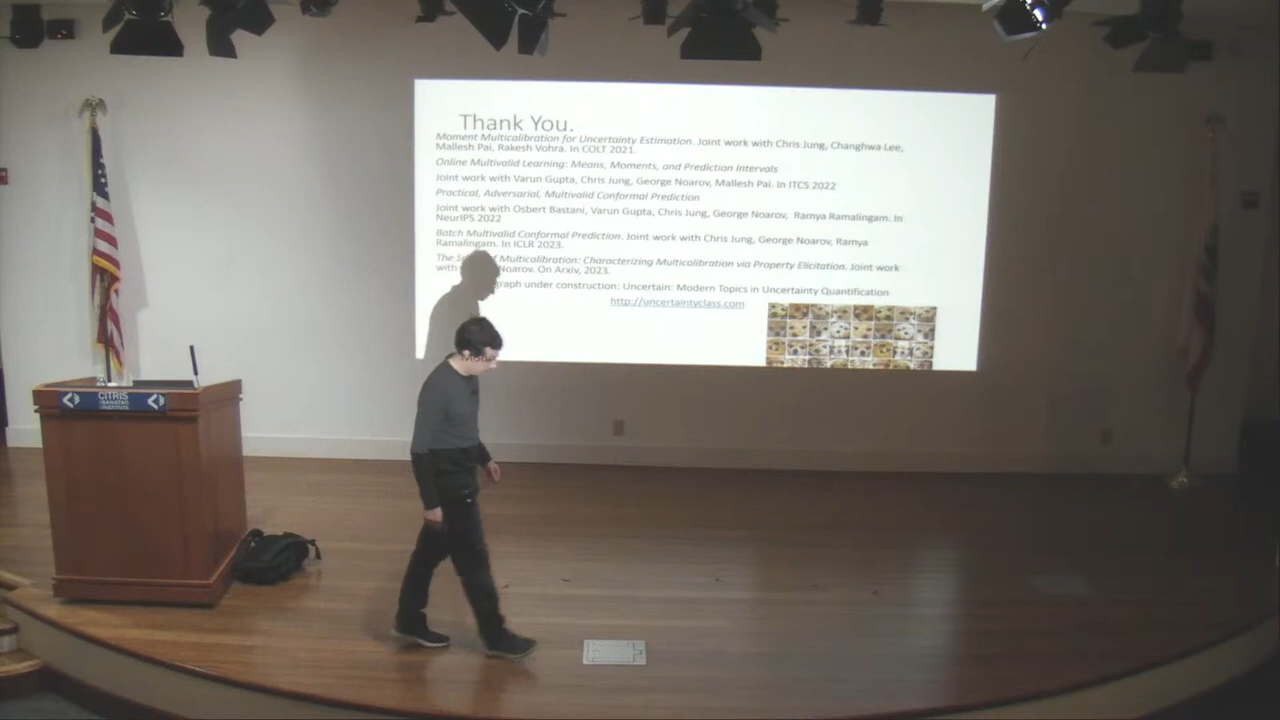 Thank You.
Moment Multicalibration for Uncertainty Estimation. Joint work with Chris Jung, Changhwa Lee,
Mallesh Pai, Rakesh Vohra. In COLT 2021.
Online Multivalid Learning: Means, Moments, and Prediction Intervals
Joint work with Varun Gupta, Chris Jung, George Noarov, Mallesh Pai. In ITCS 2022
Practical, Adversarial, Multivalid Conformal Prediction
Joint work with Osbert Bastani, Varun Gupta, Chris Jung, George Noarov, Ramya Ramalingam. In
NeurIPS 2022
Batch Multivalid Conformal Prediction. Joint work with Chris Jung, George Noarov, Ramya
Ramalingam. In ICLR 2023.
The of Multicalibration: Characterizing Multicalibration via Property Elicitation. Joint work
with Noarov. On Arxiv, 2023.
graph under construction: Uncertain: Modern Topics in Uncertainty Quantification
http://uncertaintyclass.com
CITRIS
BANATAO
INSTITUTE